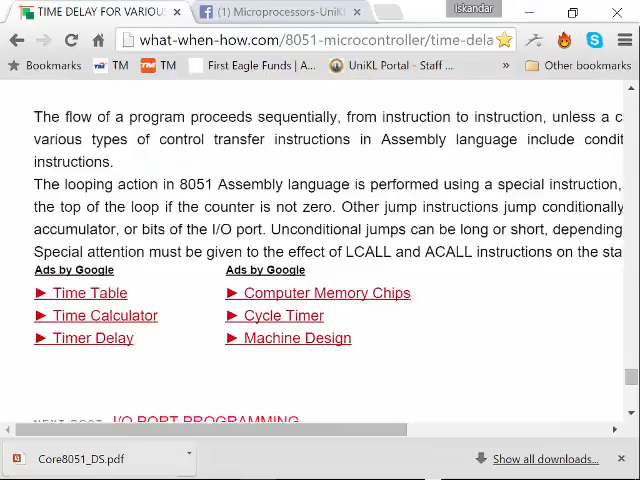 Iskandar
TIME DELAY FOR VARIOU
(1) Microprocessors-UniKL
what-when-how.com/8051-microcontroller/time-dela
Bookmarks TM TM First Eagle Funds | A... UniKL Portal - Staff ... » Other bookmarks
The flow of a program proceeds sequentially, from instruction to instruction, unless a c
various types of control transfer instructions in Assembly language include condit
instructions.
The looping action in 8051 Assembly language is performed using a special instruction,
the top of the loop if the counter is not zero. Other jump instructions jump conditionally
accumulator, or bits of the I/O port. Unconditional jumps can be long or short, depending
Special attention must be given to the effect of LCALL and ACALL instructions on the sta
Ads by Google Ads by Google
► Time Table ► Computer Memory Chips
► Time Calculator ► Cycle Timer
► Timer Delay ► Machine Design
NEXT POST I/O PORT PROGRAMMING
Core8051_DS.pdf Show all downloads...